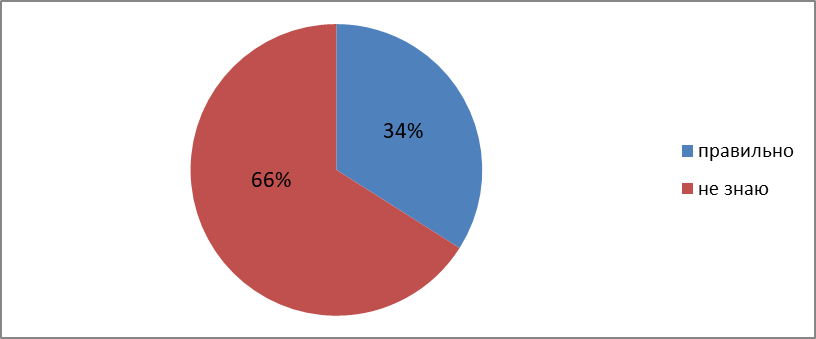 34%
66%
правильно
не знаю